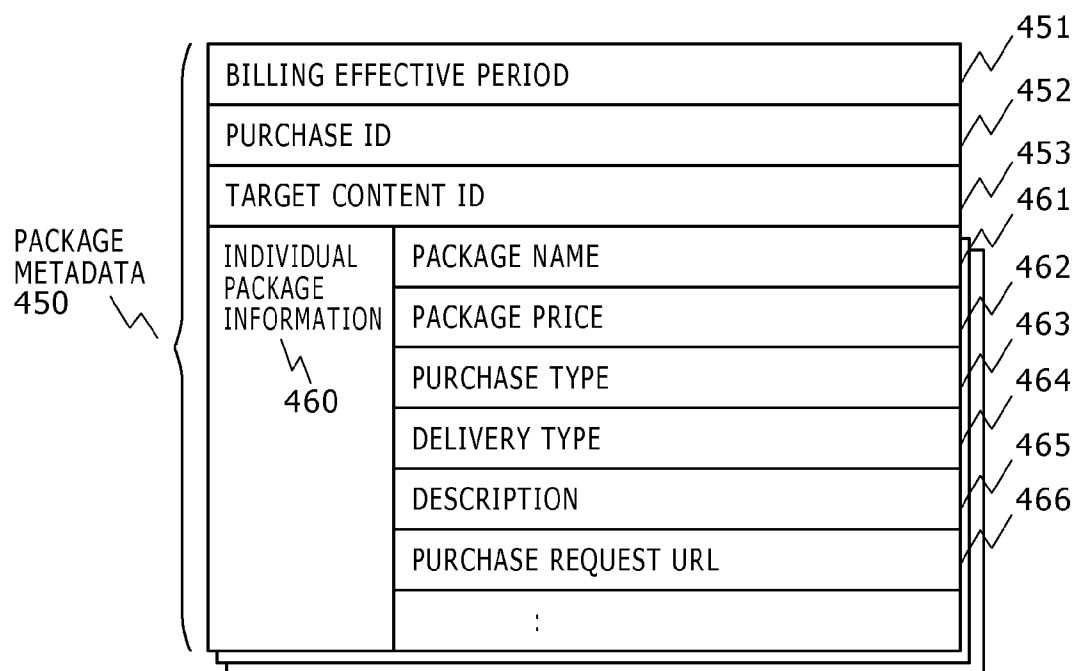 451
BILLING EFFECTIVE PERIOD
452
PURCHASE ID
453
TARGET CONTENT ID
461
PACKAGE
METADATA
450
INDIVIDUAL
PACKAGE
INFORMATION
460
PACKAGE NAME
462
PACKAGE PRICE
463
PURCHASE TYPE
464
DELIVERY TYPE
465
DESCRIPTION
466
PURCHASE REQUEST URL
: